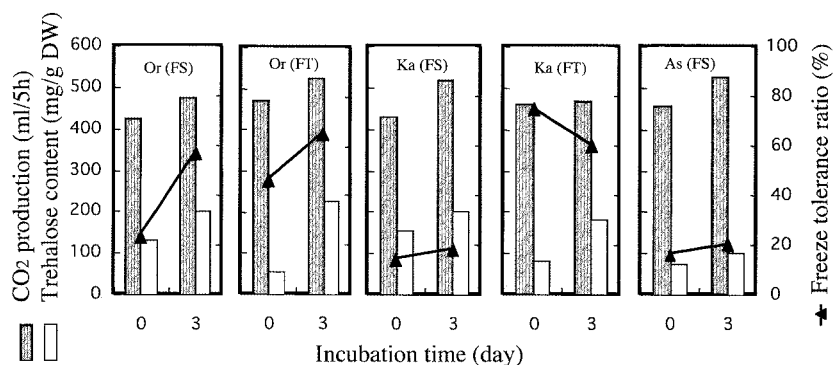 CO2 production (ml/5h)
Trehalose content (mg/g DW)
600
500
400
300
200
100
0
Or (FS)
Or (FT)
Ka (FS)
Ka (FT)
As (FS)
100
80
60
40
20
0
Freeze tolerance ratio (%)
0 3 0 3 0 3 0 3 0 3
Incubation time (day)